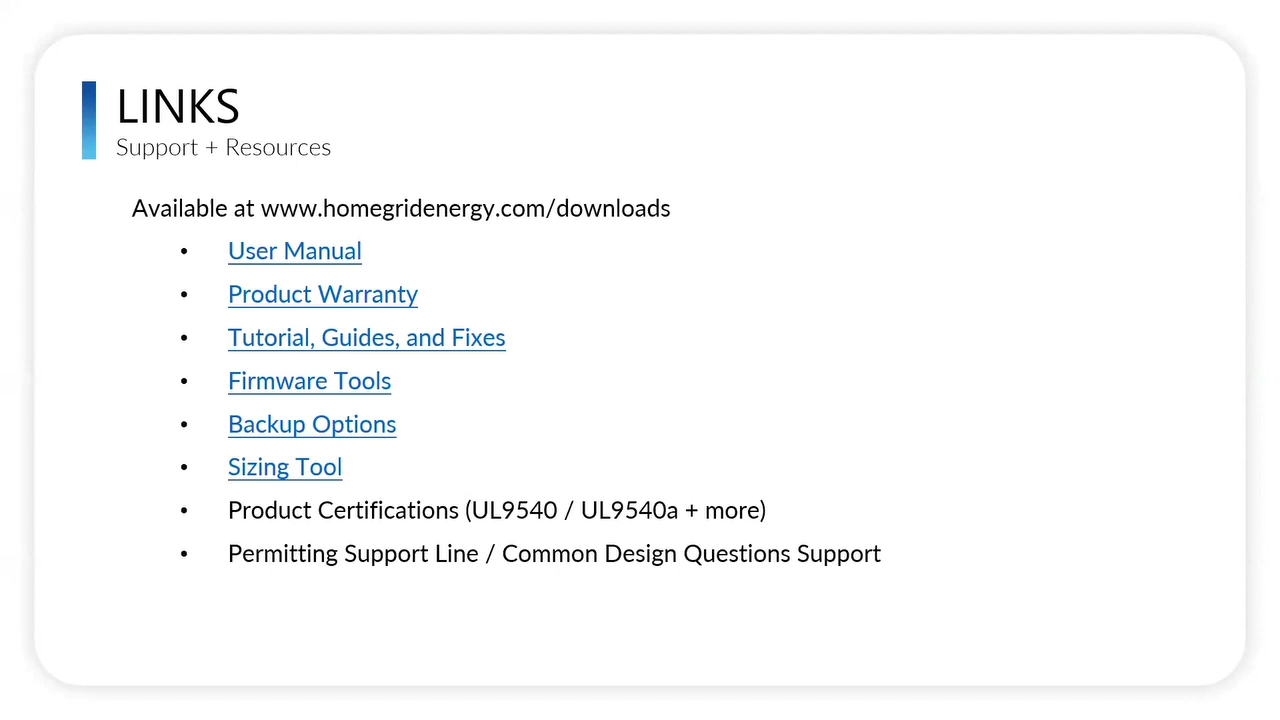 LINKS
Support + Resources
Available at www.homegridenergy.com/downloads
• User Manual
• Product Warranty
• Tutorial, Guides, and Fixes
• Firmware Tools
• Backup Options
• Sizing Tool
• Product Certifications (UL9540 / UL9540a + more)
• Permitting Support Line / Common Design Questions Support